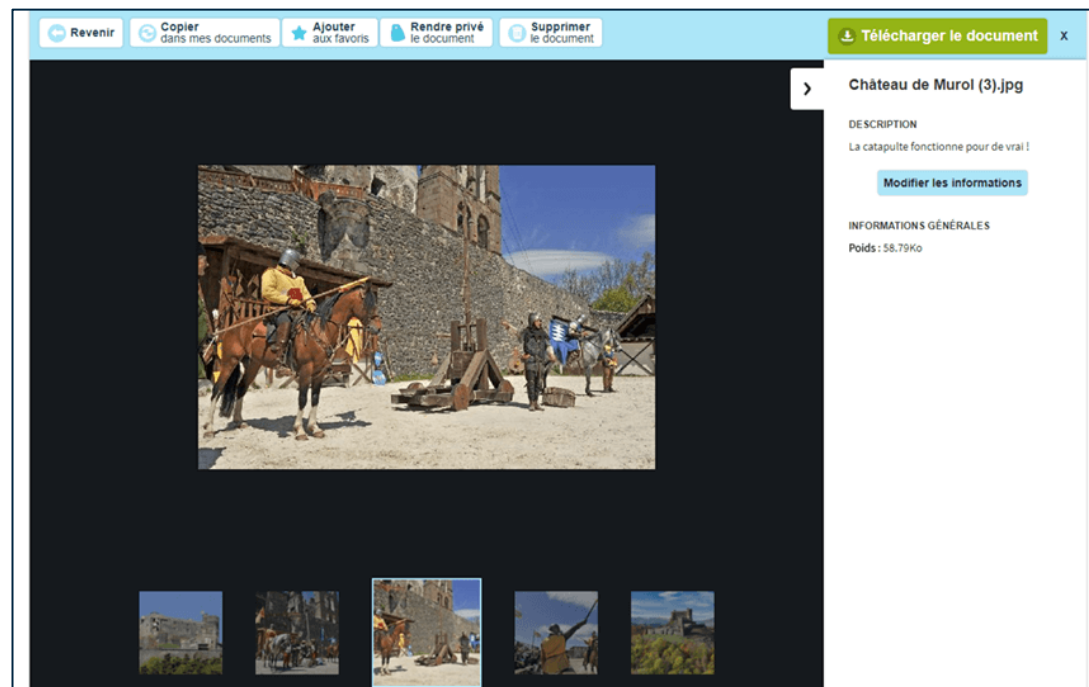 Revenir
Copier
dans mes documents
Ajouter
aux favoris
Rendre privé
le document
Supprimer
le document
Télécharger le document
x
Château de Murol (3).jpg
DESCRIPTION
La catapulte fonctionne pour de vrai !
Modifier les informations
INFORMATIONS GÉNÉRALES
Poids : 58.79Ko